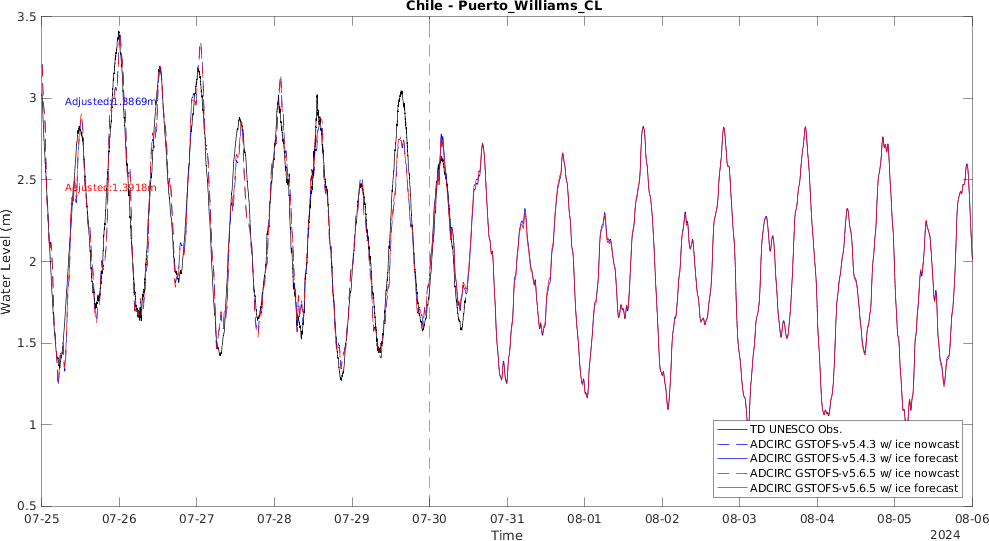 Chile - Puerto_Williams_CL
Water Level (m)
3.5
3
2.5
2
1.5
1
0.5
Adjusted:1.3869m
Adjusted:1.3918m
TD UNESCO Obs.
ADCIRC GSTOFS-v5.4.3 w/ ice nowcast
ADCIRC GSTOFS-v5.4.3 w/ ice forecast
ADCIRC GSTOFS-v5.6.5 w/ ice nowcast
ADCIRC GSTOFS-v5.6.5 w/ ice forecast
07-25 07-26 07-27 07-28 07-29 07-30 07-31 08-01 08-02 08-03 08-04 08-05 08-06
Time
2024